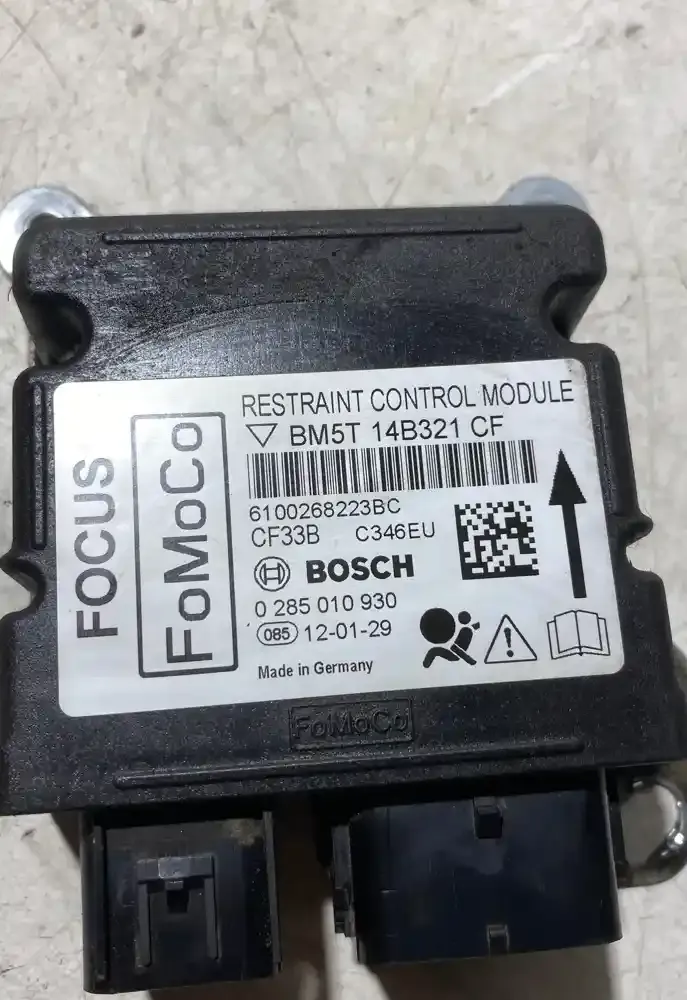 RESTRAINT CONTROL MODULE
BM5T 14B321 CF
6100268223BC
CF33B C346EU
BOSCH
0 285 010 930
085 12-01-29
Made in Germany
FOCUS
FoMoCo
FoMoCo